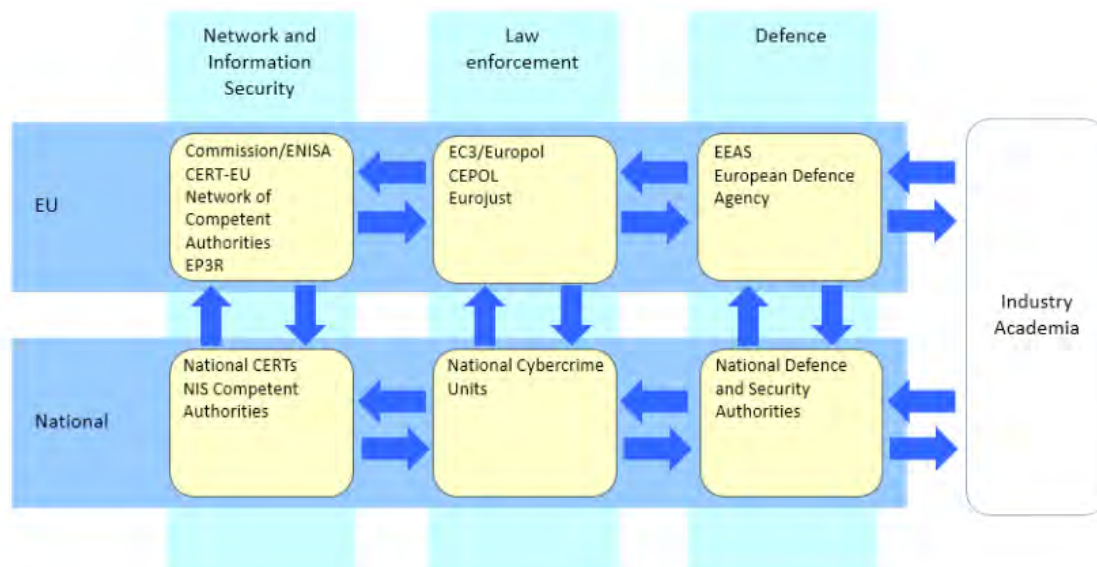 Network and
Information
Security
Law
enforcement
Defence
EU
Commission/ENISA
CERT-EU
Network of
Competent
Authorities
EP3R
EC3/Europol
CEPOL
Eurojust
EEAS
European Defence
Agency
Industry
Academia
National
National CERTs
NIS Competent
Authorities
National Cybercrime
Units
National Defence
and Security
Authorities